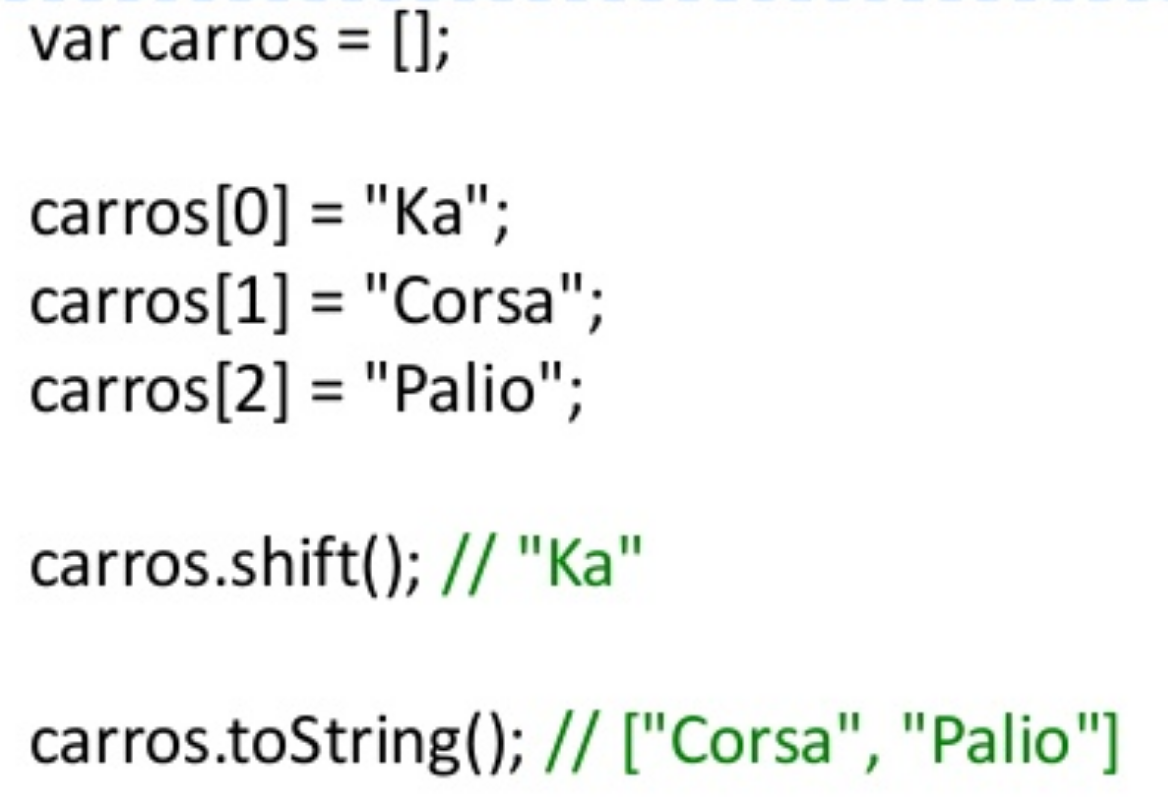 var carros = [];
carros[0] = "Ka";
carros[1] = "Corsa";
carros[2] = "Palio";
carros.shift(); // "Ka"
carros.toString(); // ["Corsa", "Palio"]